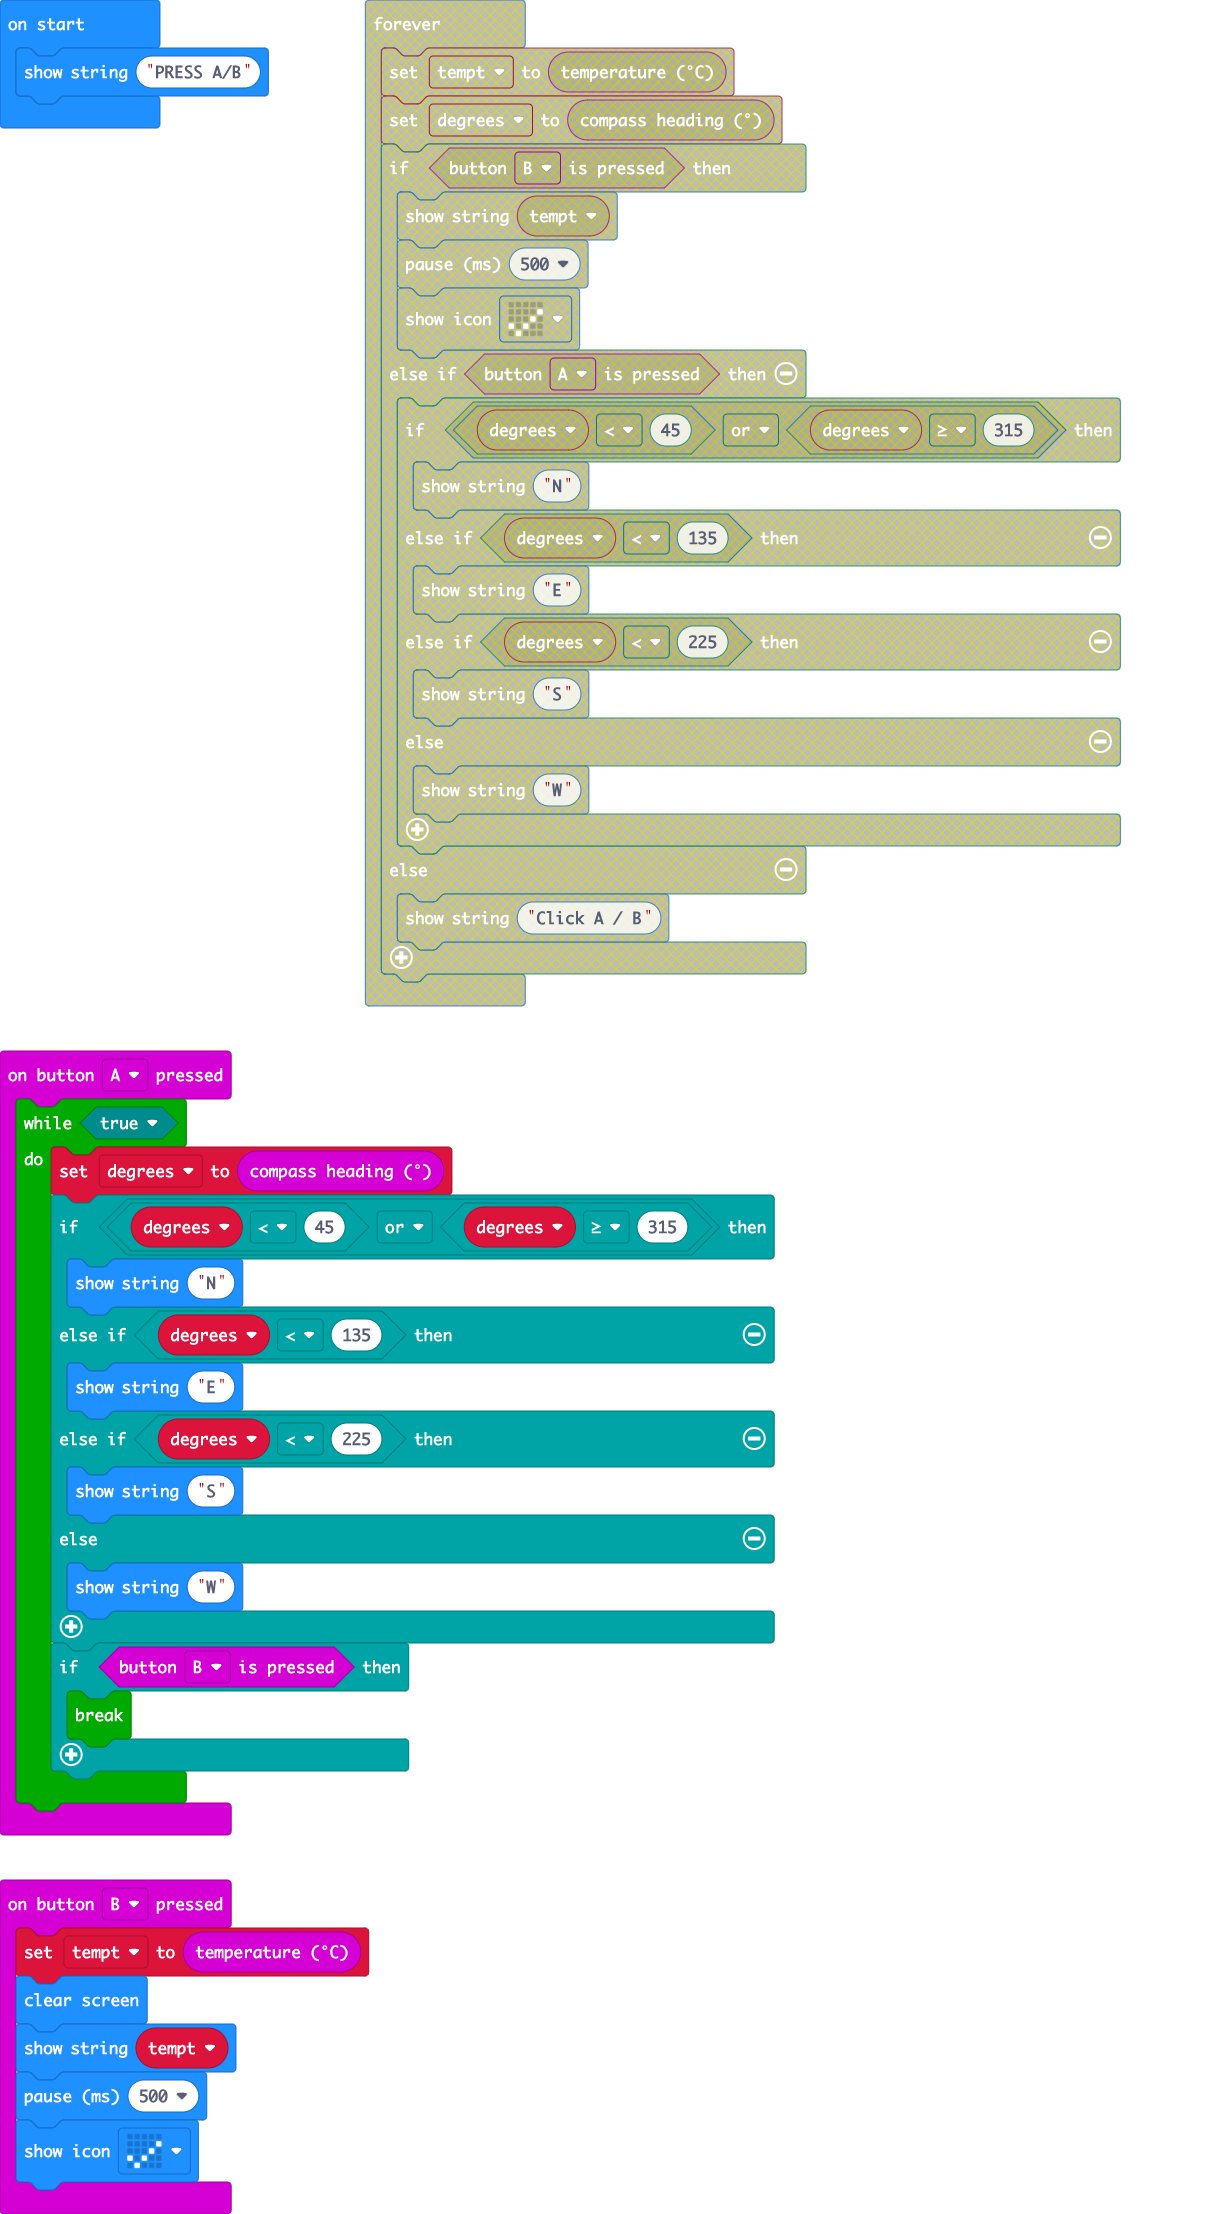 on start
show string "PRESS A/B"
forever
set tempt to temperature (°C)
set degrees to compass heading (°)
if button B is pressed then
show string tempt
pause (ms) 500
show icon
else if button A is pressed then
if degrees < 45 or degrees ≥ 315 then
show string "N"
else if degrees < 135 then
show string "E"
else if degrees < 225 then
show string "S"
else
show string "W"
else
show string "Click A / B"
on button A pressed
while true
do set degrees to compass heading (°)
if degrees < 45 or degrees ≥ 315 then
show string "N"
else if degrees < 135 then
show string "E"
else if degrees < 225 then
show string "S"
else
show string "W"
if button B is pressed then
break
on button B pressed
set tempt to temperature (°C)
clear screen
show string tempt
pause (ms) 500
show icon